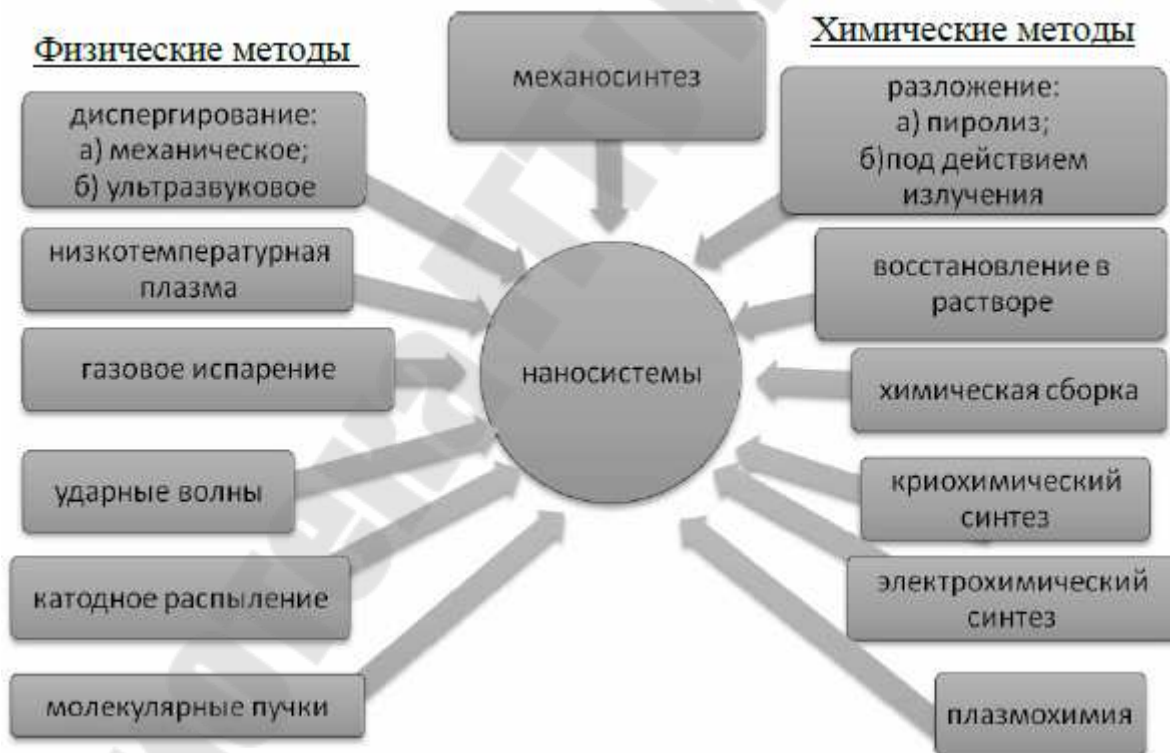 Физические методы
диспергирование:
а) механическое;
б) ультразвуковое
низкотемпературная
плазма
газовое испарение
ударные волны
катодное распыление
молекулярные пучки
механосинтез
наносистемы
Химические методы
разложение:
а) пиролиз;
б)под действием
излучения
восстановление в
растворе
химическая сборка
криохимический
синтез
электрохимический
синтез
плазмохимия